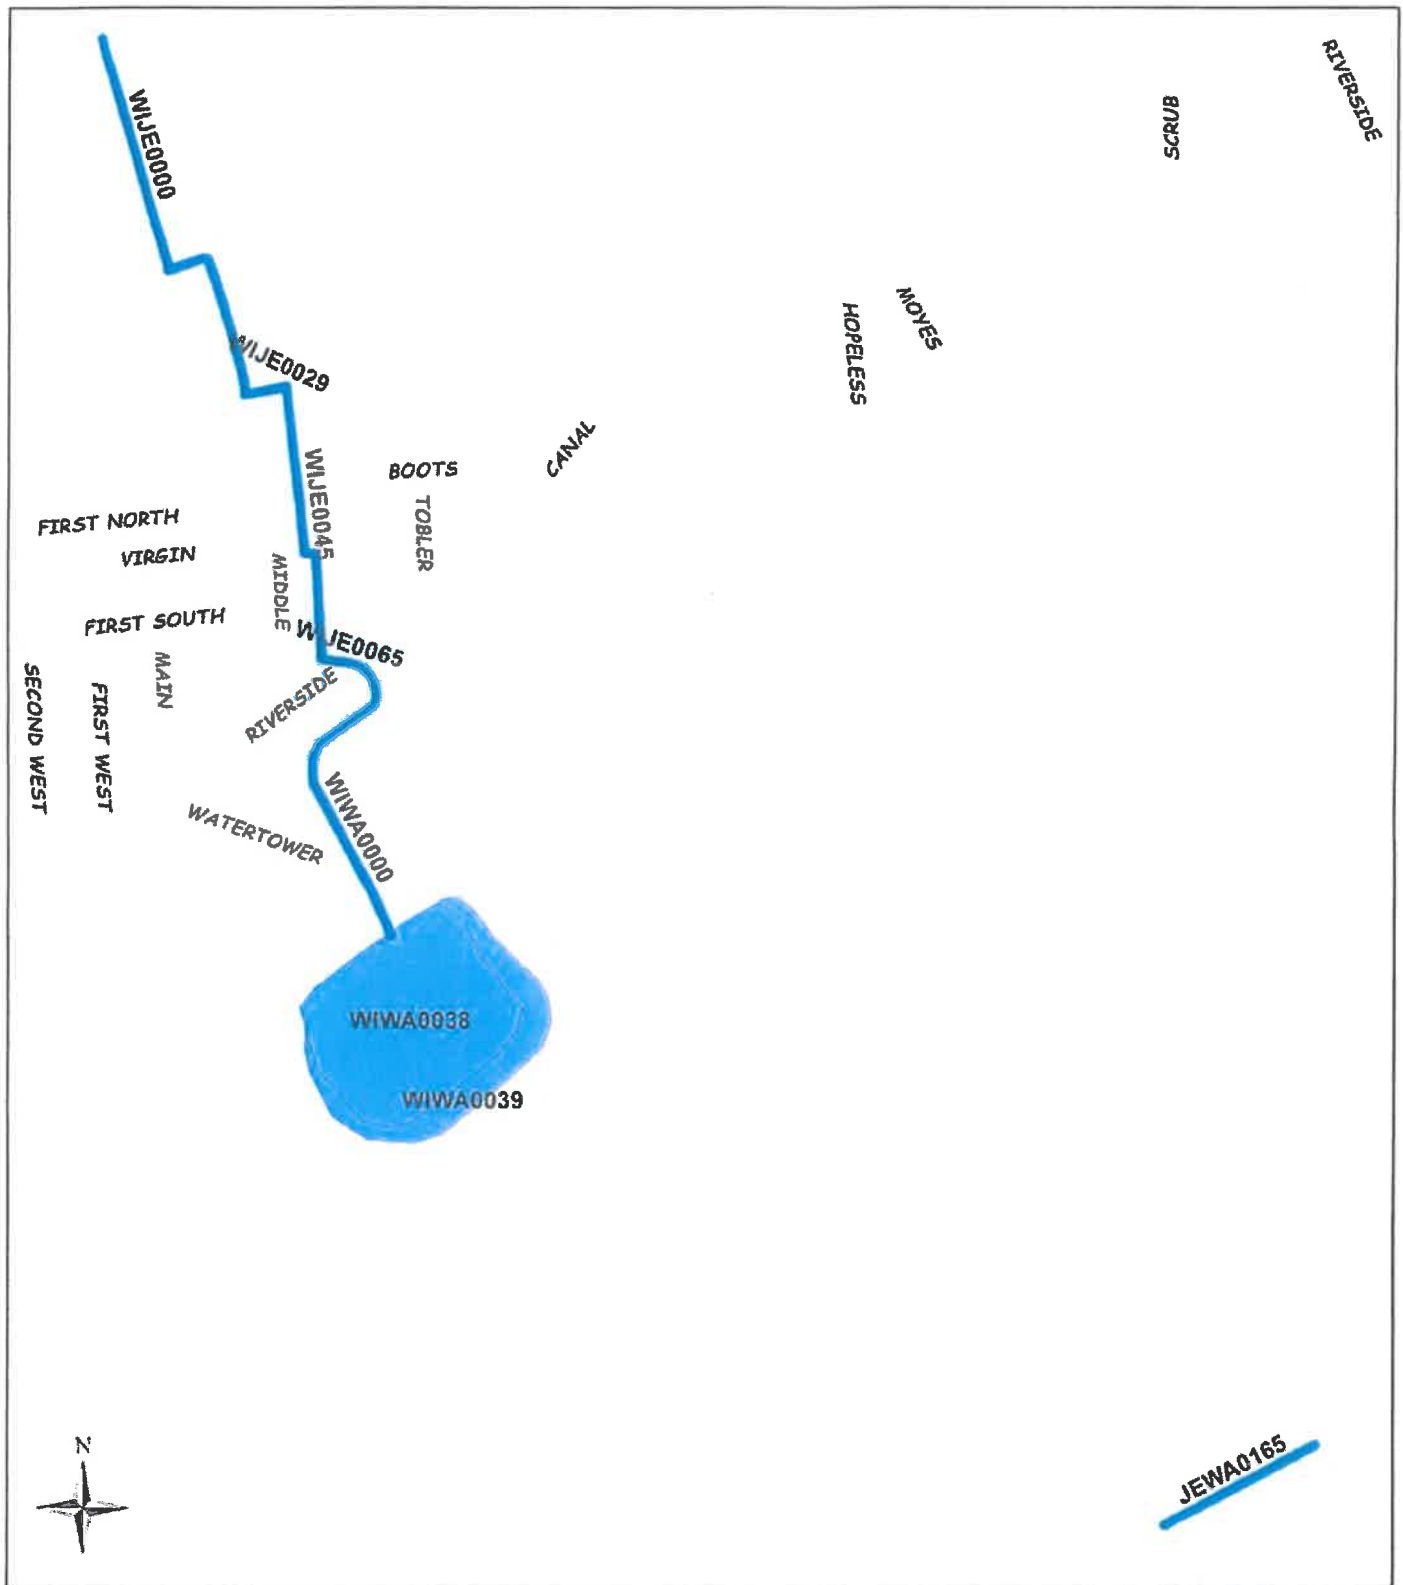 RIVERSIDE
SCRUB
WIJE0000
MOYES
HOPELESS
WIJE0029
CANAL
BOOTS
WIJE0045
TOBLER
FIRST NORTH
VIRGIN
MIDDLE
FIRST SOUTH
WIJE0065
MAIN
RIVERSIDE
SECOND WEST
FIRST WEST
WIWA0000
WATERTOWER
WIWA0038
WIWA0039
N
JEWA0165